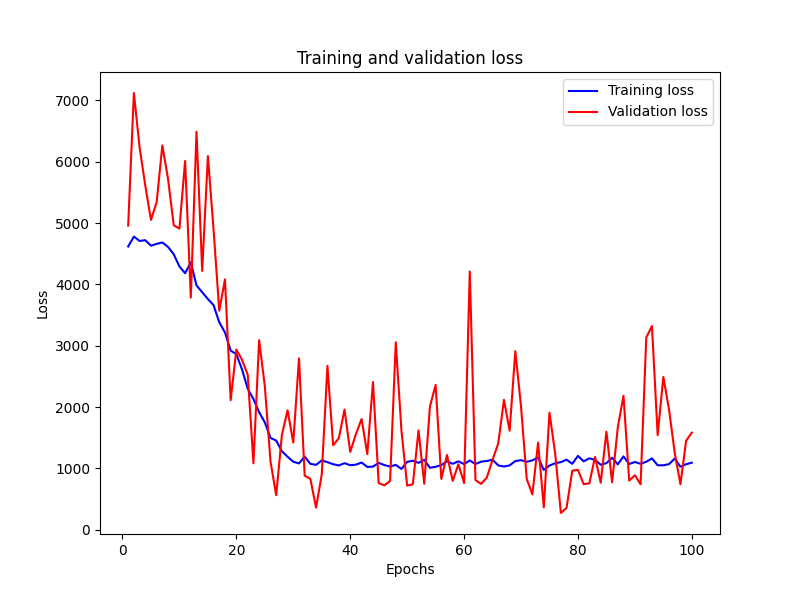 Training and validation loss
Training loss
Validation loss
7000
6000
5000
4000
3000
2000
1000
0
Loss
0 20 40 60 80 100
Epochs